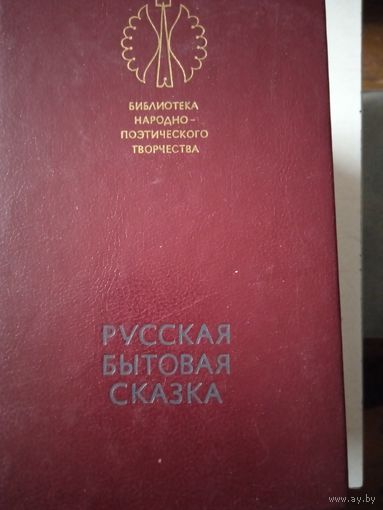 БИБЛИОТЕКА
НАРОДНО-
ПОЭТИЧЕСКОГО
ТВОРЧЕСТВА
РУССКАЯ
БЫТОВАЯ
СКАЗКА
© www.ay.by